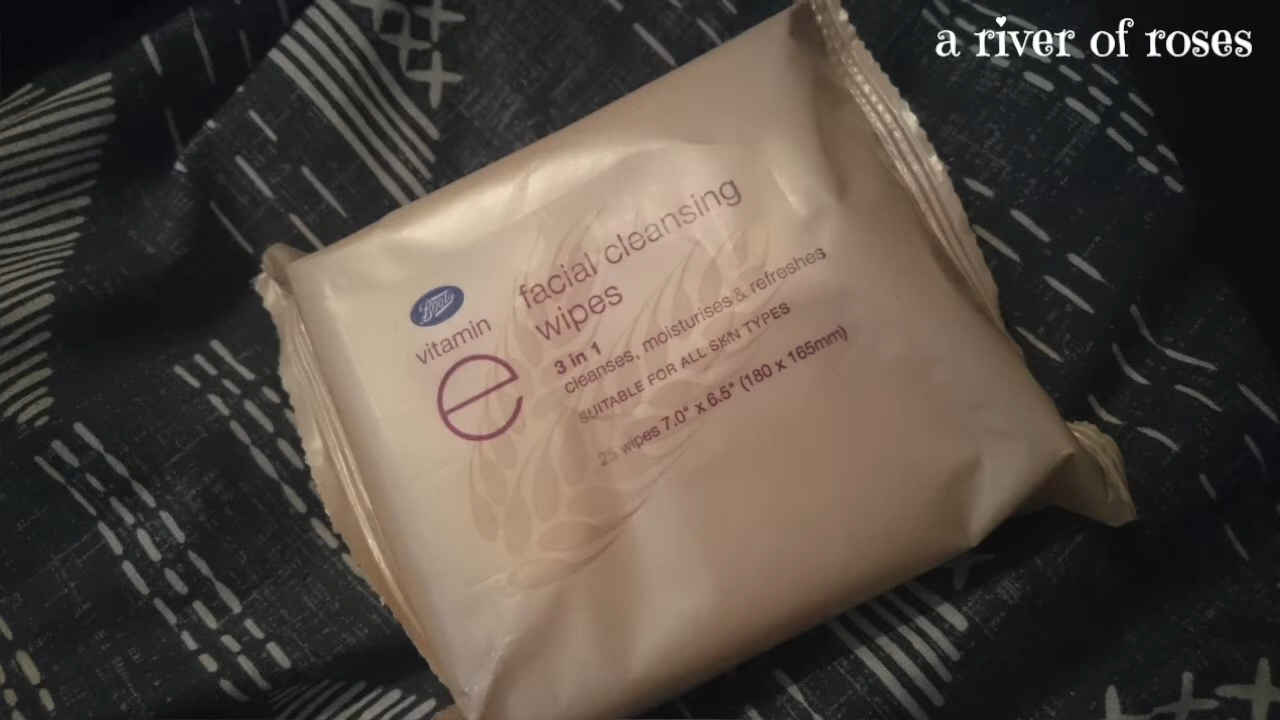 a river of roses
Boots
vitamin
e
facial cleansing
wipes
3 in 1
cleanses, moisturises & refreshes
SUITABLE FOR ALL SKIN TYPES
25 wipes 7.0" x 6.5" (180 x 165mm)